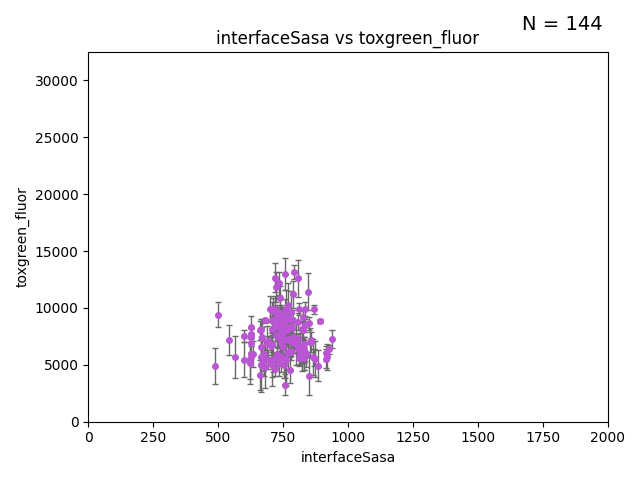 N = 144
interfaceSasa vs toxgreen_fluor
30000
25000
20000
15000
10000
5000
0
toxgreen_fluor
0 250 500 750 1000 1250 1500 1750 2000
interfaceSasa